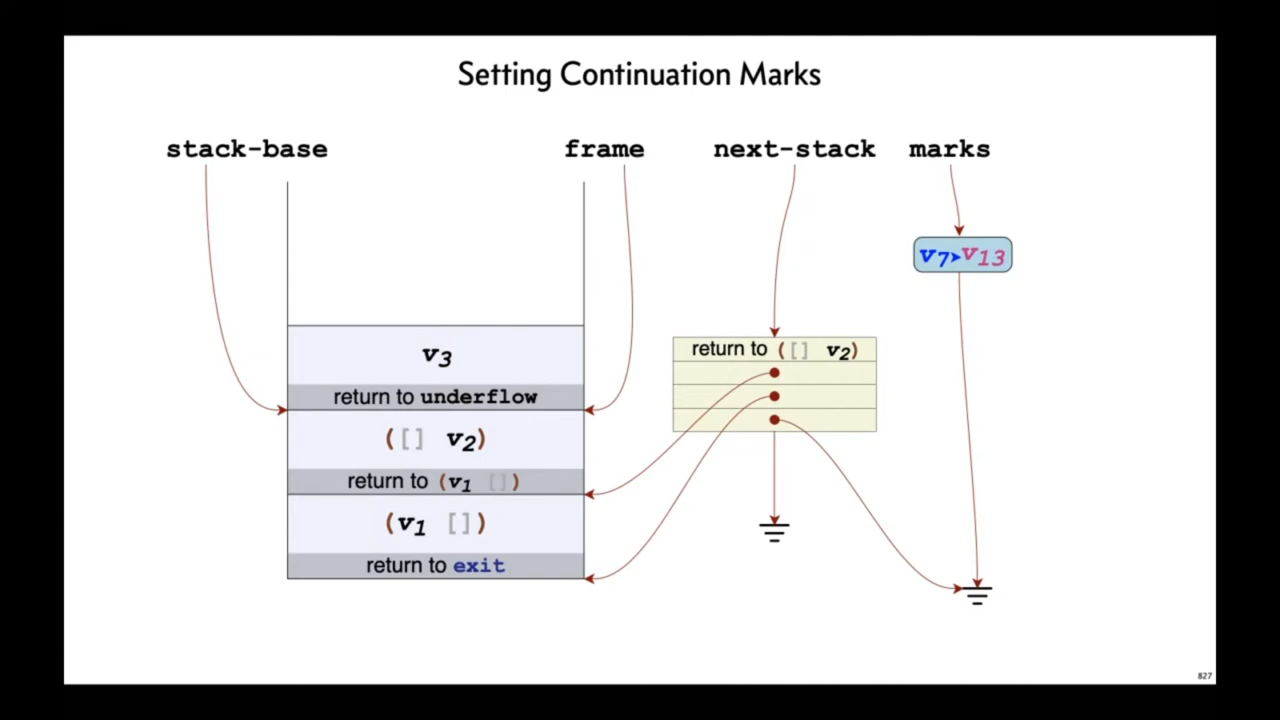 Setting Continuation Marks
stack-base frame next-stack marks
v7➤v13
return to ([] v2)
v3
return to underflow
([] v2)
return to (v1 [])
(v1 [])
return to exit
827